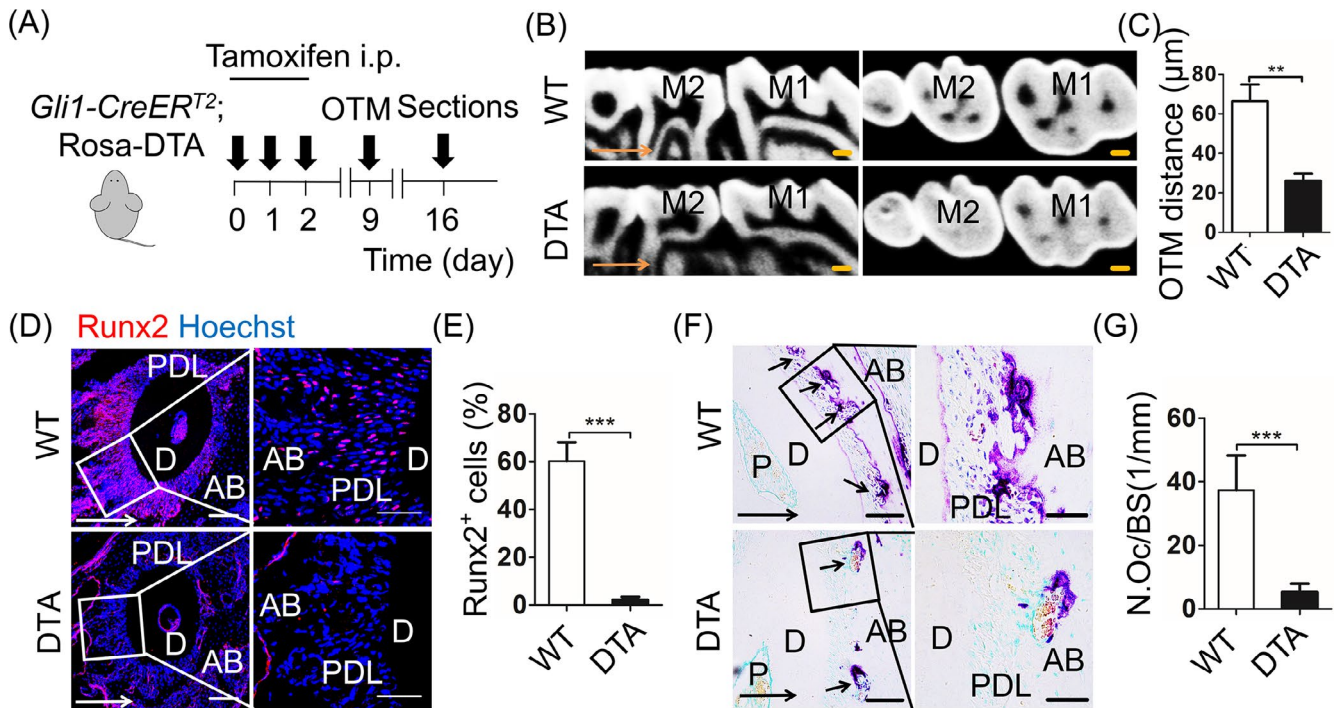 (A)
Tamoxifen i.p.
Gli1-CreER^T2;
Rosa-DTA
OTM Sections
0 1 2 9 16
Time (day)
(B)
WT
M2 M1
M2 M1
DTA
M2 M1
M2 M1
(C)
OTM distance (μm)
80
60
40
20
0
**
WT
DTA
(D)
Runx2 Hoechst
WT
PDL
D
AB
AB
D
PDL
DTA
PDL
D
AB
AB
D
PDL
(E)
Runx2+ cells (%)
80
60
40
20
0
***
WT
DTA
(F)
WT
AB
P
D
D
AB
PDL
DTA
D
AB
P
D
AB
PDL
(G)
N.Oc/BS(1/mm)
60
40
20
0
***
WT
DTA